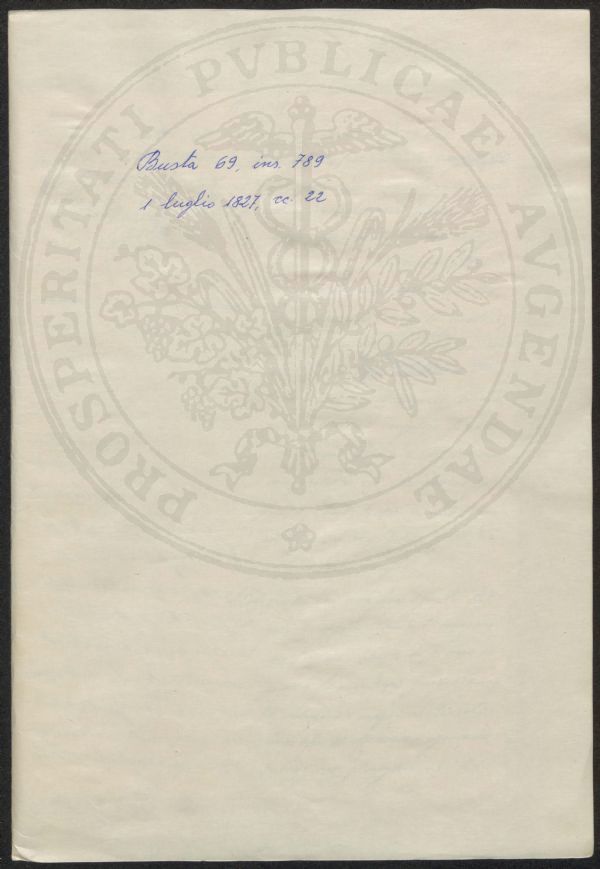 Busta 69, ins. 789
1 luglio 1827, cc. 22
PROSPERITATI PVBLICAE AVGENDAE